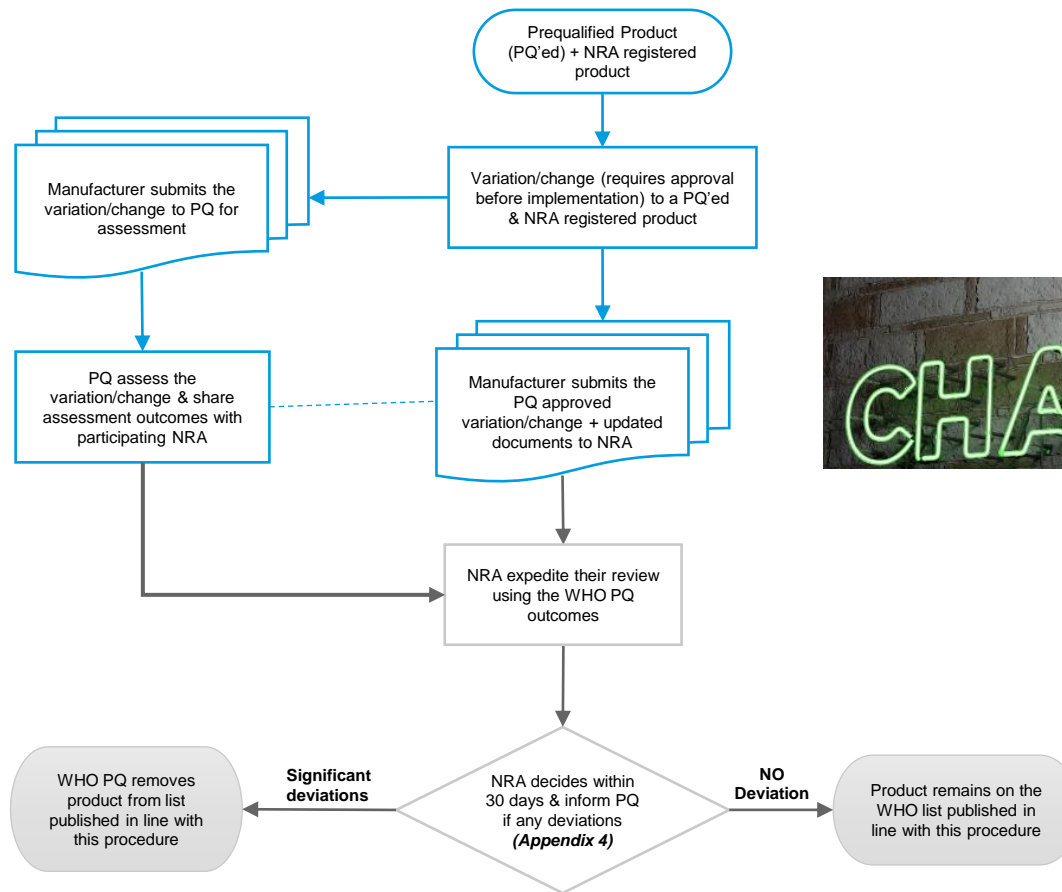 Prequalified Product
(PQ'ed) + NRA registered
product
Manufacturer submits the
variation/change to PQ for
assessment
Variation/change (requires approval
before implementation) to a PQ'ed
& NRA registered product
PQ assess the
variation/change & share
assessment outcomes with
participating NRA
Manufacturer submits the
PQ approved
variation/change + updated
documents to NRA
CHA
NRA expedite their review
using the WHO PQ
outcomes
WHO PQ removes
product from list
published in line with
this procedure
Significant
deviations
NRA decides within
30 days & inform PQ
if any deviations
(Appendix 4)
NO
Deviation
Product remains on the
WHO list published in
line with this procedure